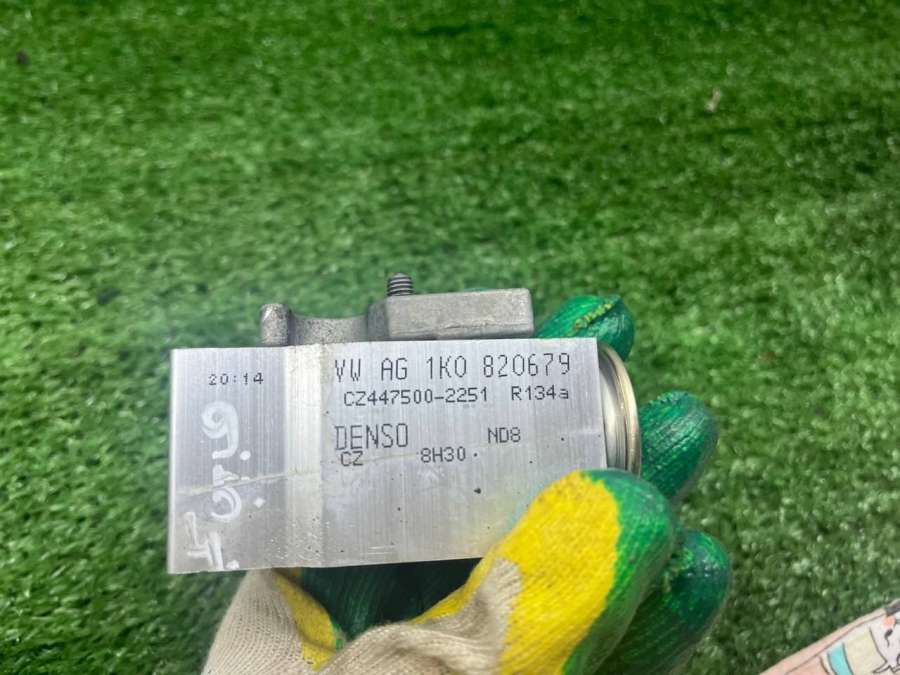 VW AG 1K0 820679
20:14
CZ447500-2251 R134a
DENSO ND8
CZ 8H30